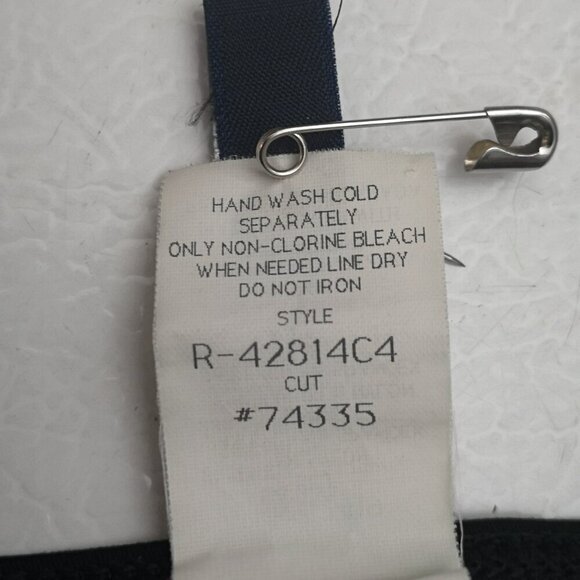 HAND WASH COLD
SEPARATELY
ONLY NON-CLORINE BLEACH
WHEN NEEDED LINE DRY
DO NOT IRON
STYLE
R-42814C4
CUT
#74335